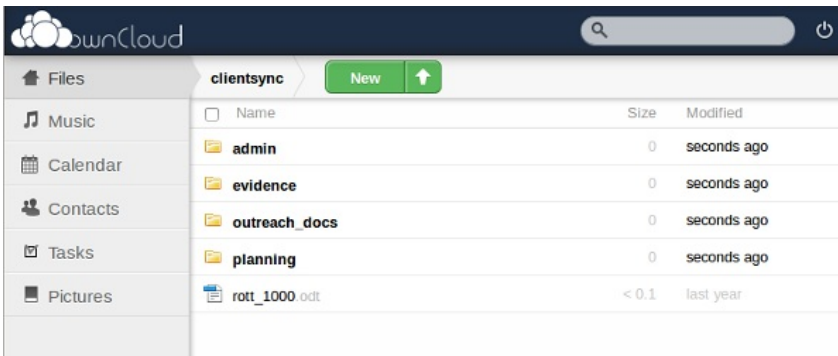 ownCloud
Files
clientsync
New
Music
Name Size Modified
admin 0 seconds ago
Calendar
evidence 0 seconds ago
Contacts
outreach_docs 0 seconds ago
Tasks
planning 0 seconds ago
Pictures
rott_1000.odt < 0.1 last year